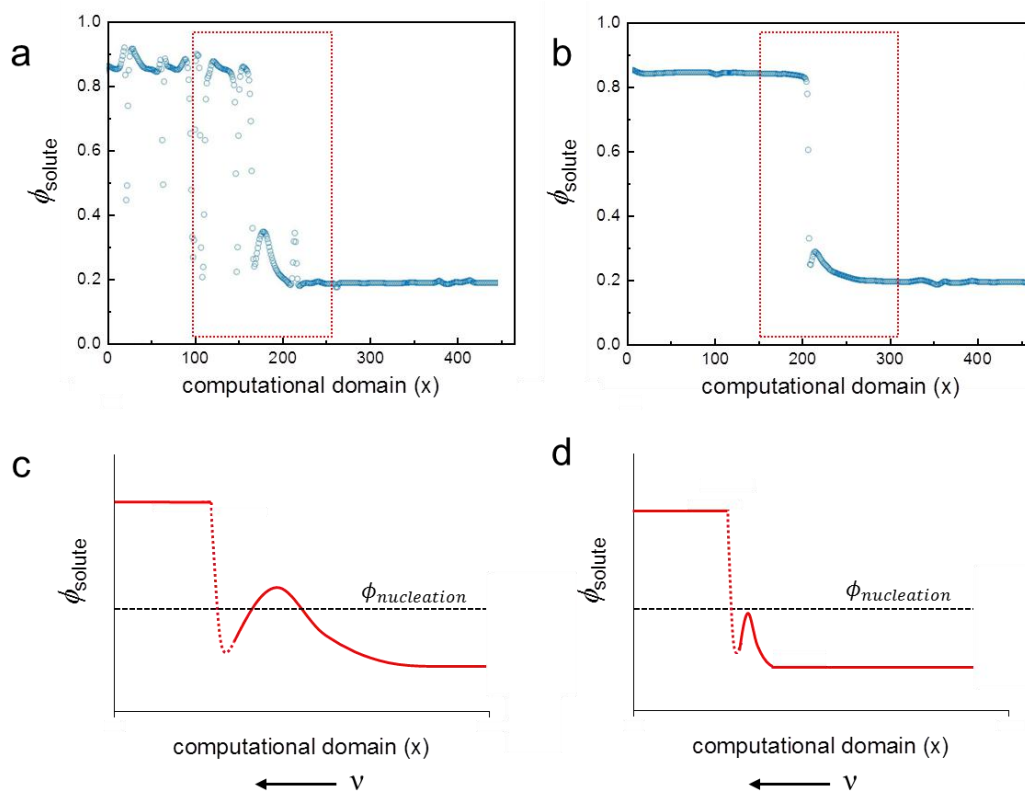 a
1.0
0.8
0.6
0.4
0.2
0.0
ϕsolute
0 100 200 300 400
computational domain (x)
b
1.0
0.8
0.6
0.4
0.2
0.0
ϕsolute
0 100 200 300 400
computational domain (x)
c
ϕsolute
ϕnucleation
computational domain (x)
ν
d
ϕsolute
ϕnucleation
computational domain (x)
ν